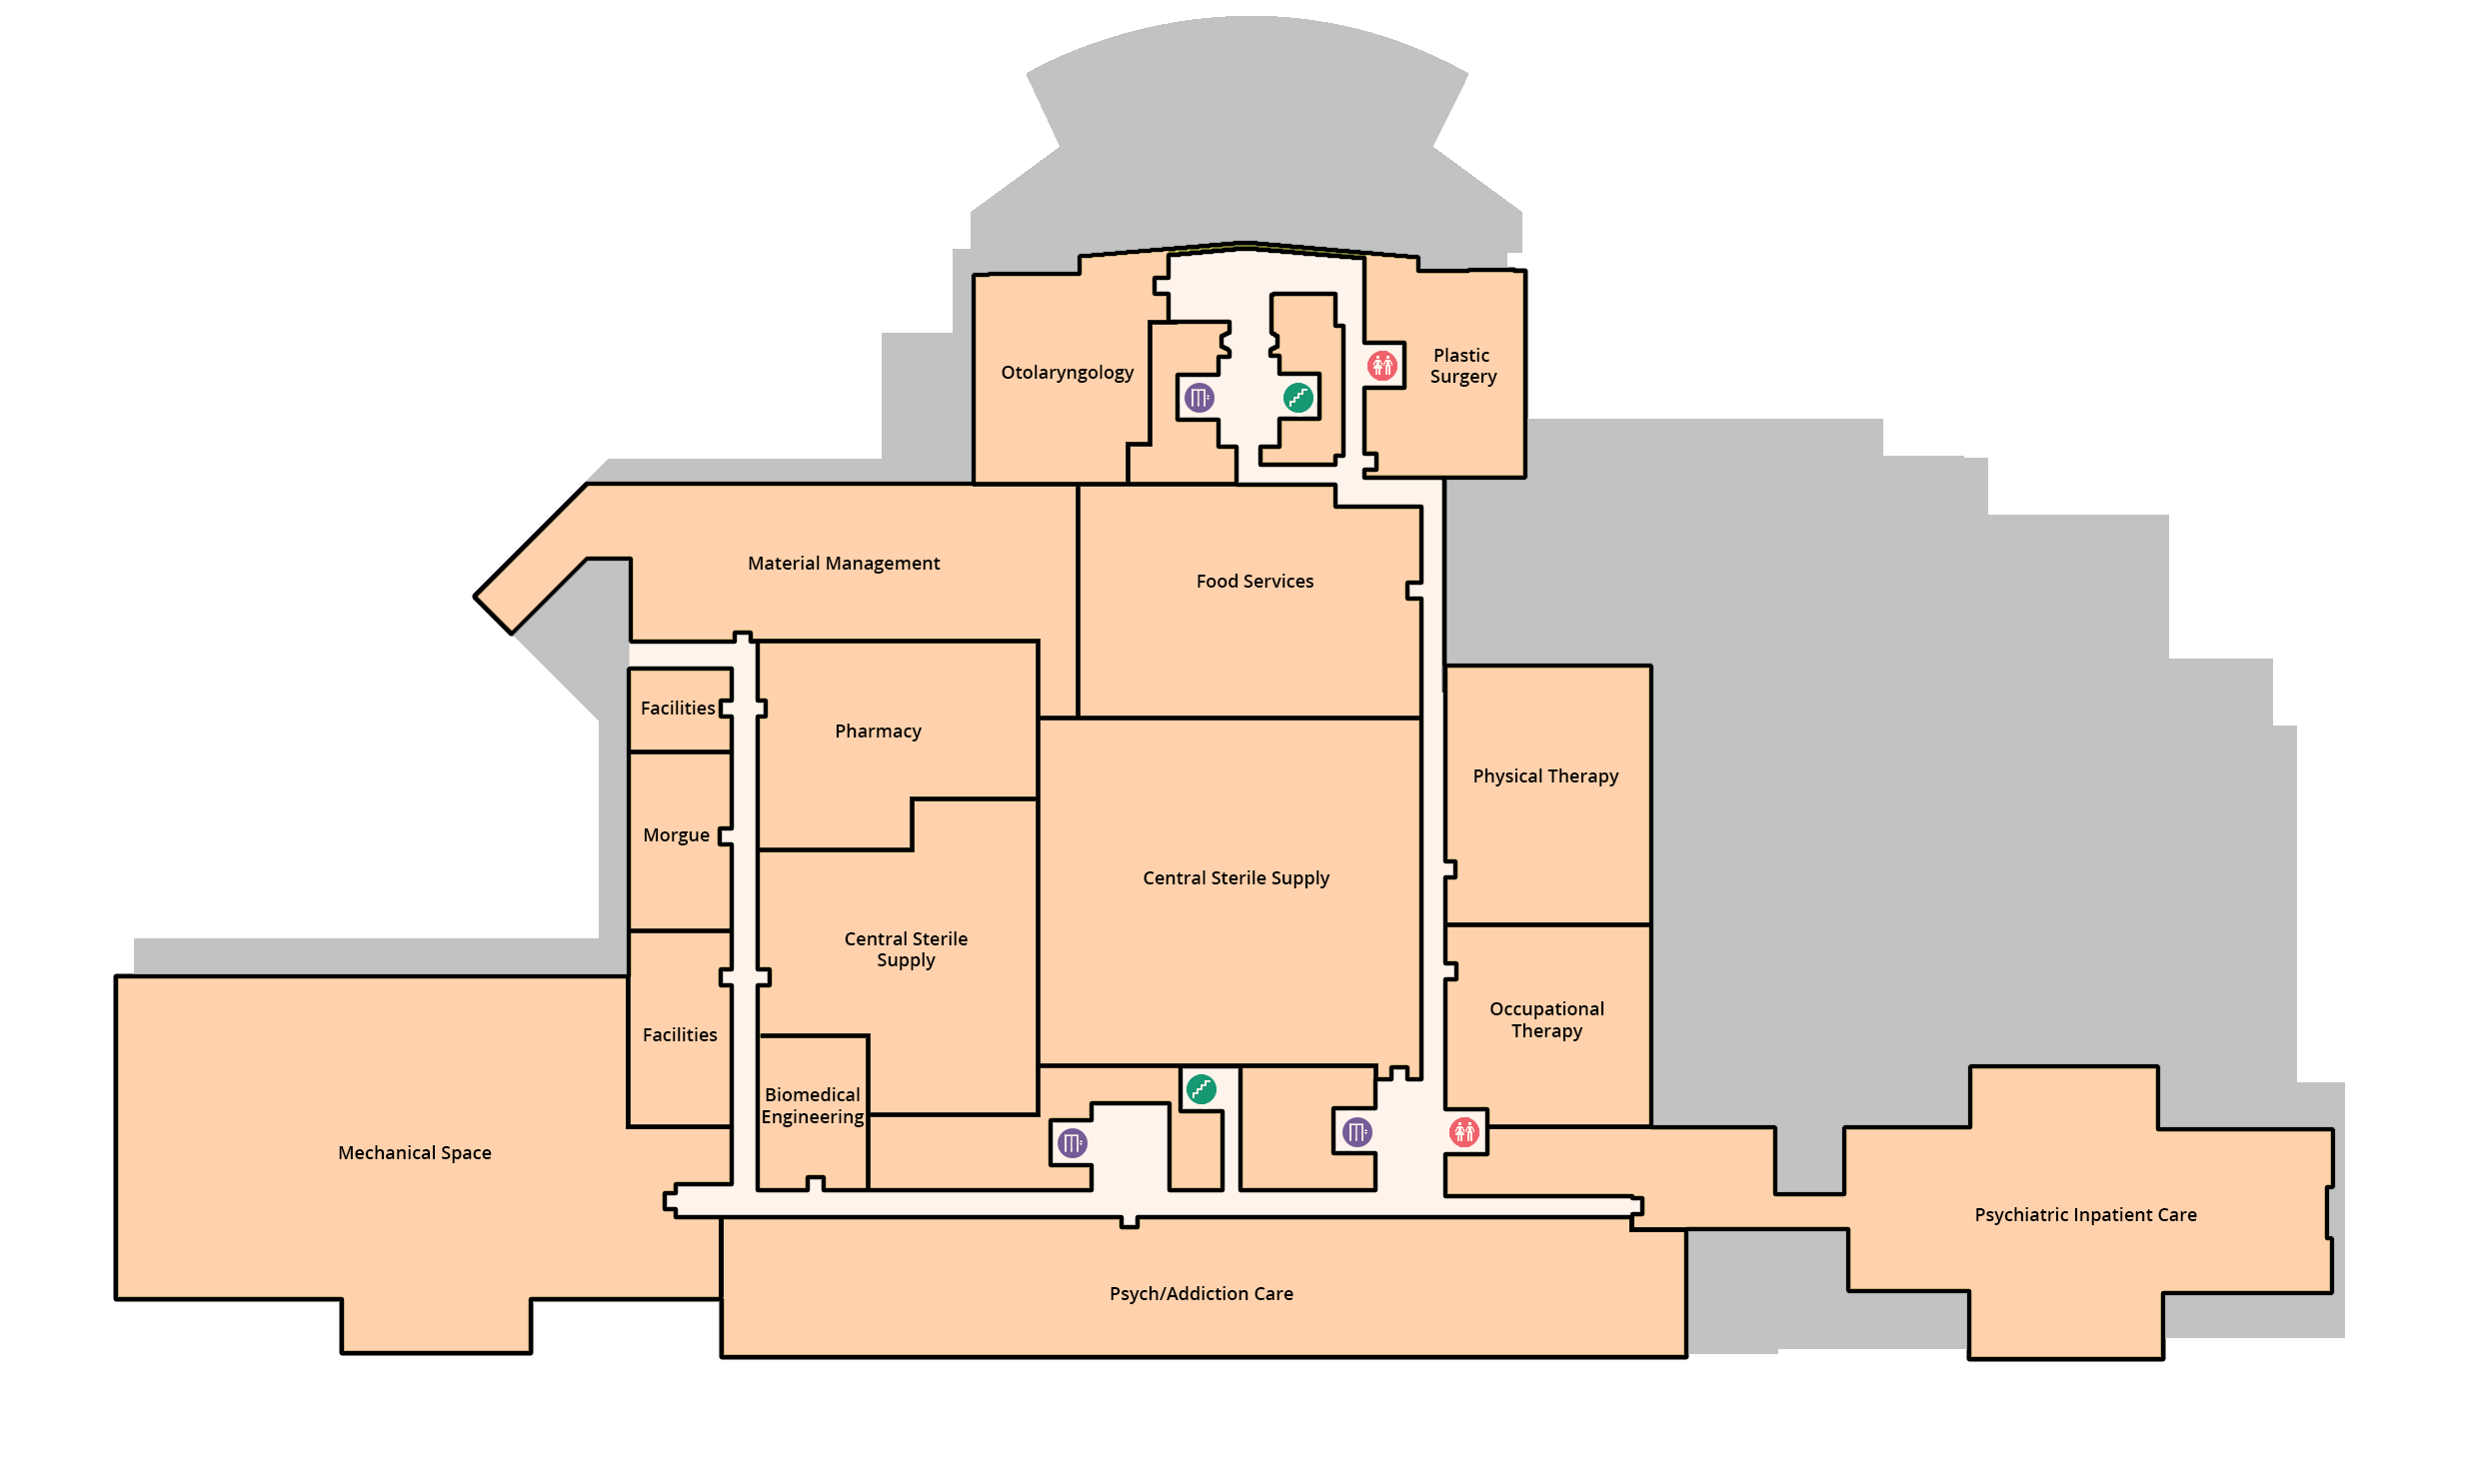 Otolaryngology
Plastic
Surgery
Material Management
Food Services
Facilities
Pharmacy
Physical Therapy
Morgue
Central Sterile Supply
Central Sterile
Supply
Occupational
Therapy
Facilities
Biomedical
Engineering
Mechanical Space
Psychiatric Inpatient Care
Psych/Addiction Care